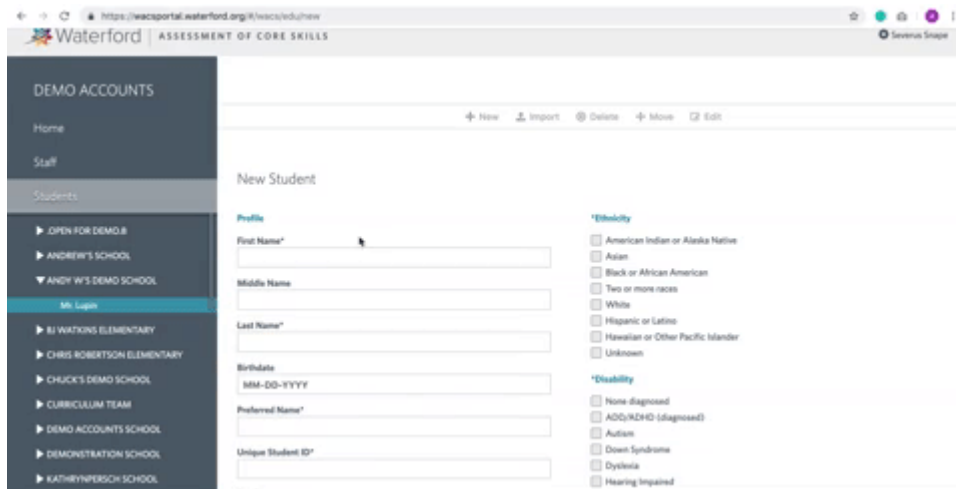 https://wacsportal.waterford.org/#/wacs/edu/new
Waterford | ASSESSMENT OF CORE SKILLS
Severus Snape
DEMO ACCOUNTS
Home
Staff
Students
.OPEN FOR DEMO.8
ANDREW'S SCHOOL
ANDY W'S DEMO SCHOOL
Mr. Lupin
BJ WATKINS ELEMENTARY
CHRIS ROBERTSON ELEMENTARY
CHUCK'S DEMO SCHOOL
CURRICULUM TEAM
DEMO ACCOUNTS SCHOOL
DEMONSTRATION SCHOOL
KATHRYNPERSCH SCHOOL
New Import Delete Move Edit
New Student
Profile
First Name*
Middle Name
Last Name*
Birthdate
MM-DD-YYYY
Preferred Name*
Unique Student ID*
*Ethnicity
American Indian or Alaska Native
Asian
Black or African American
Two or more races
White
Hispanic or Latino
Hawaiian or Other Pacific Islander
Unknown
*Disability
None diagnosed
ADD/ADHD (diagnosed)
Autism
Down Syndrome
Dyslexia
Hearing Impaired